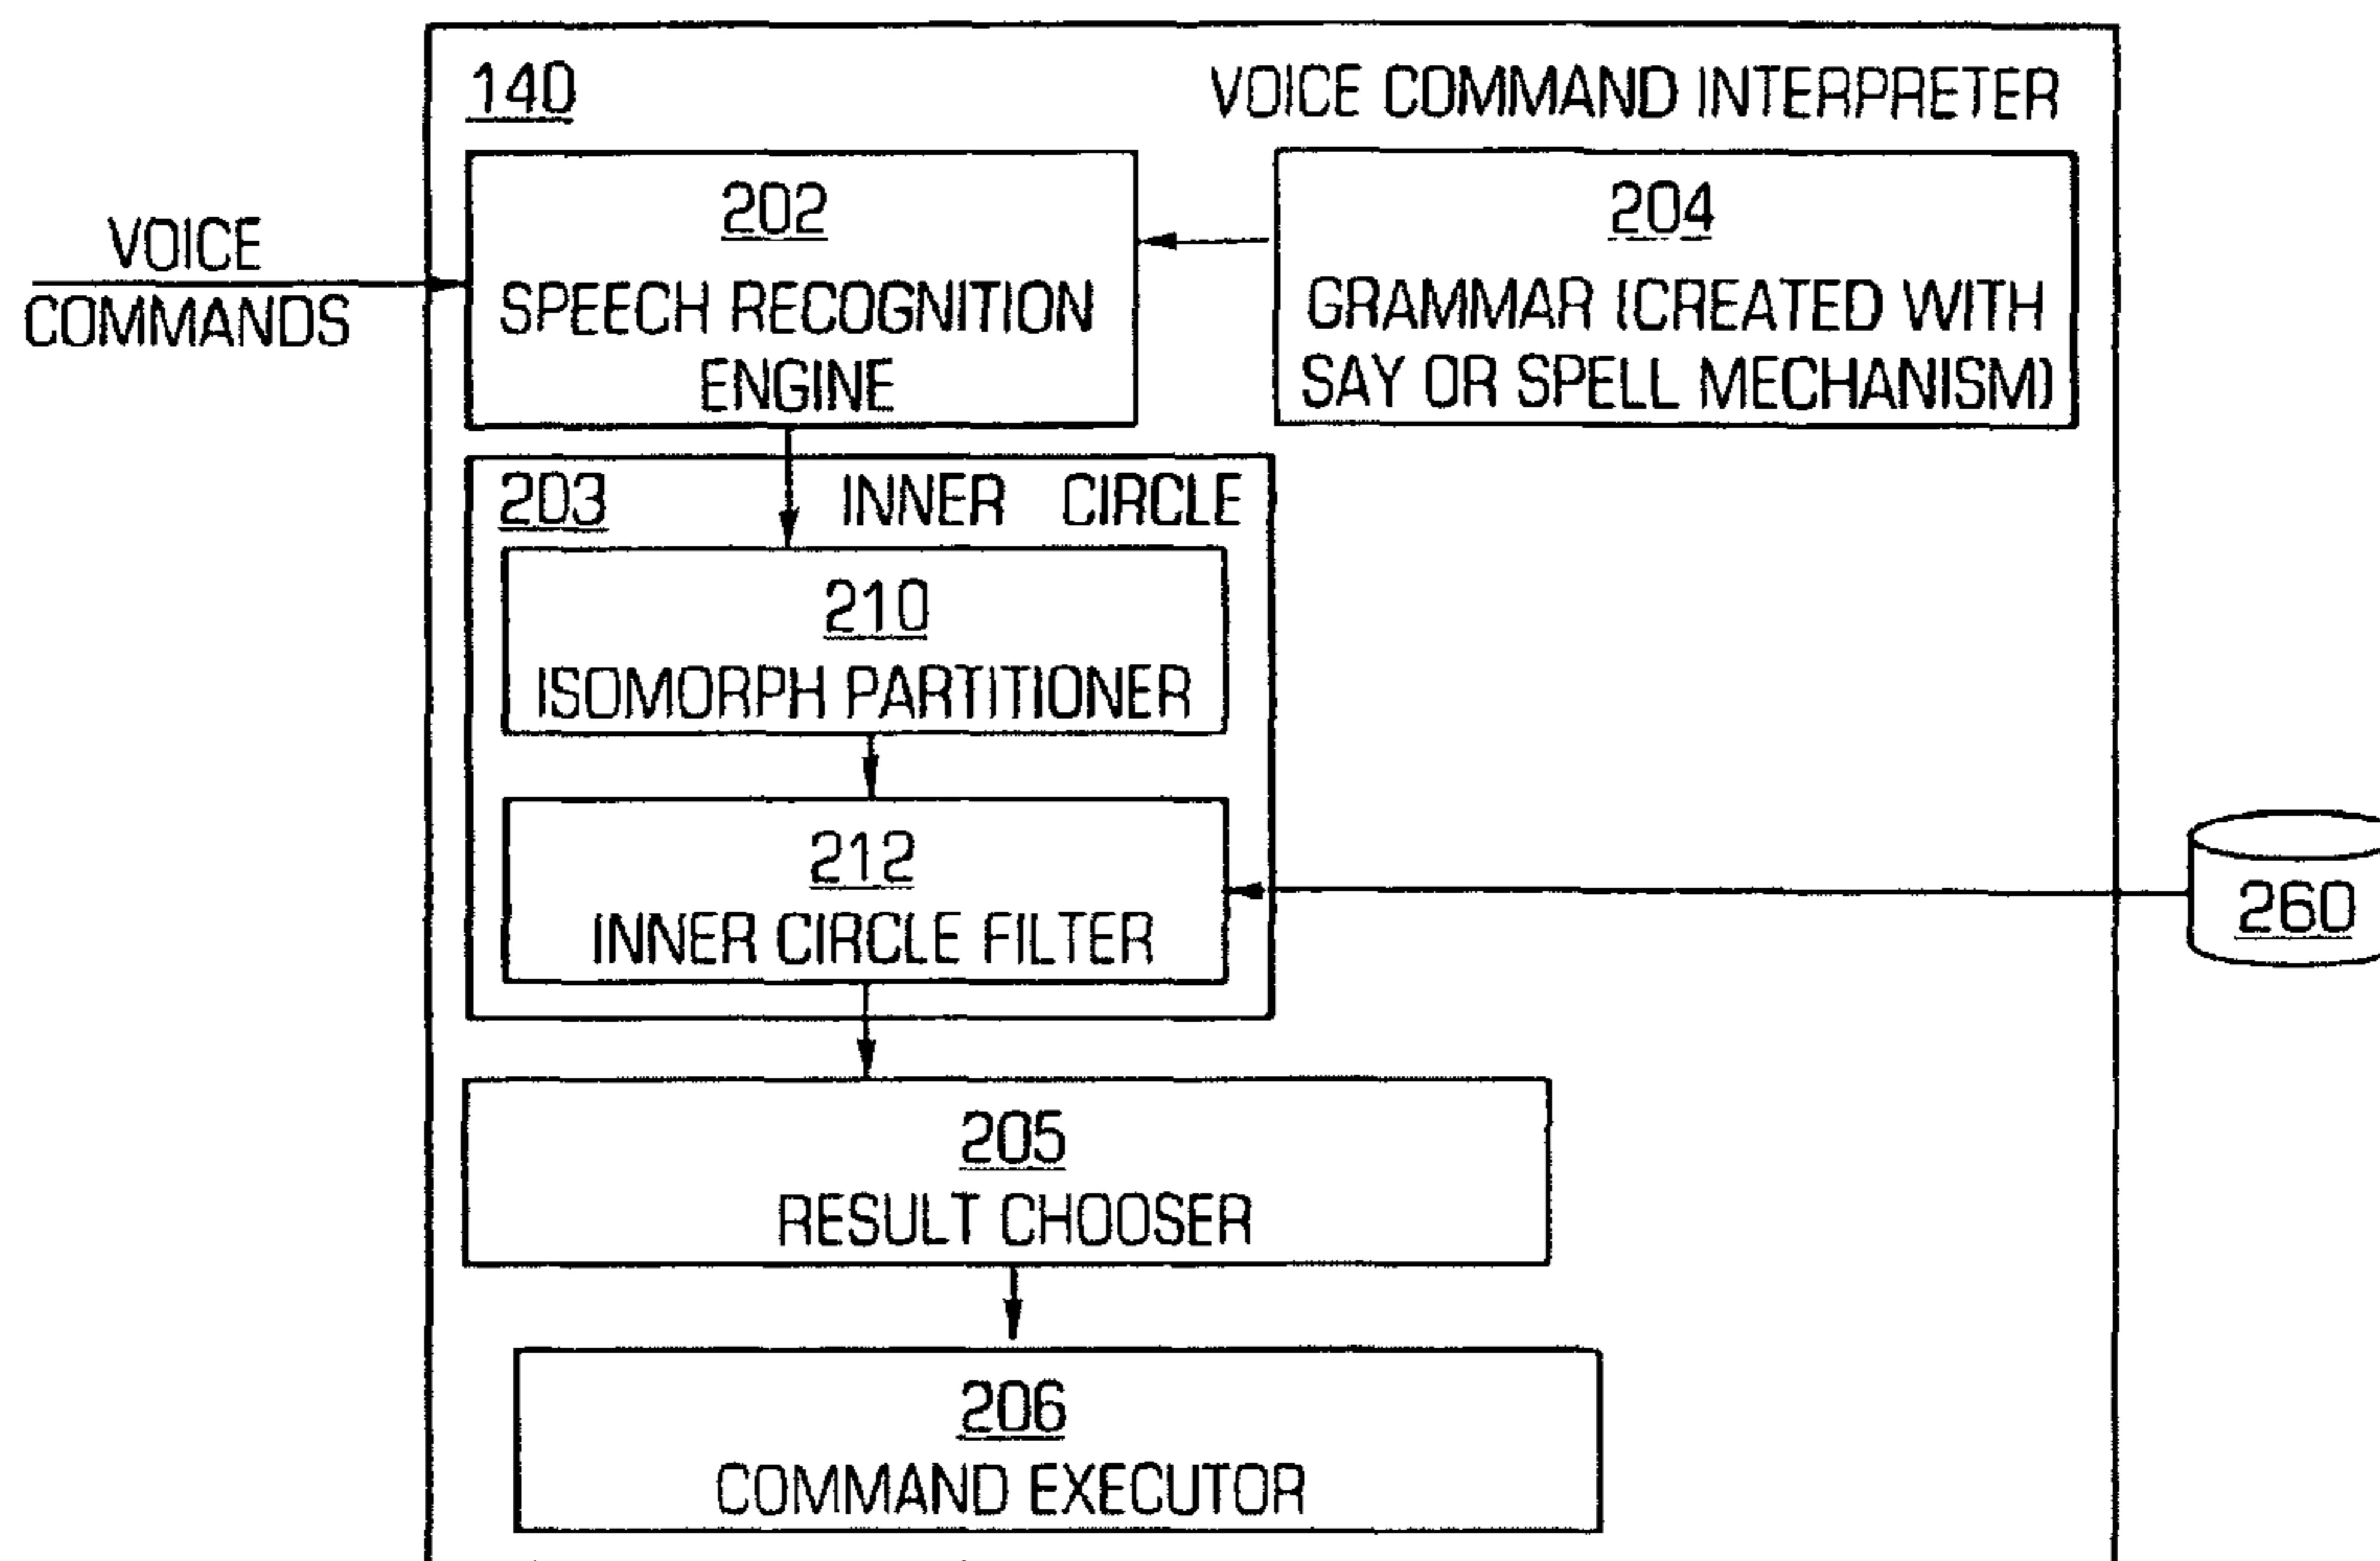 140
VOICE COMMAND INTERPRETER
VOICE
COMMANDS
202
SPEECH RECOGNITION
ENGINE
204
GRAMMAR (CREATED WITH
SAY OR SPELL MECHANISM)
203
INNER CIRCLE
210
ISOMORPH PARTITIONER
212
INNER CIRCLE FILTER
260
205
RESULT CHOOSER
206
COMMAND EXECUTOR